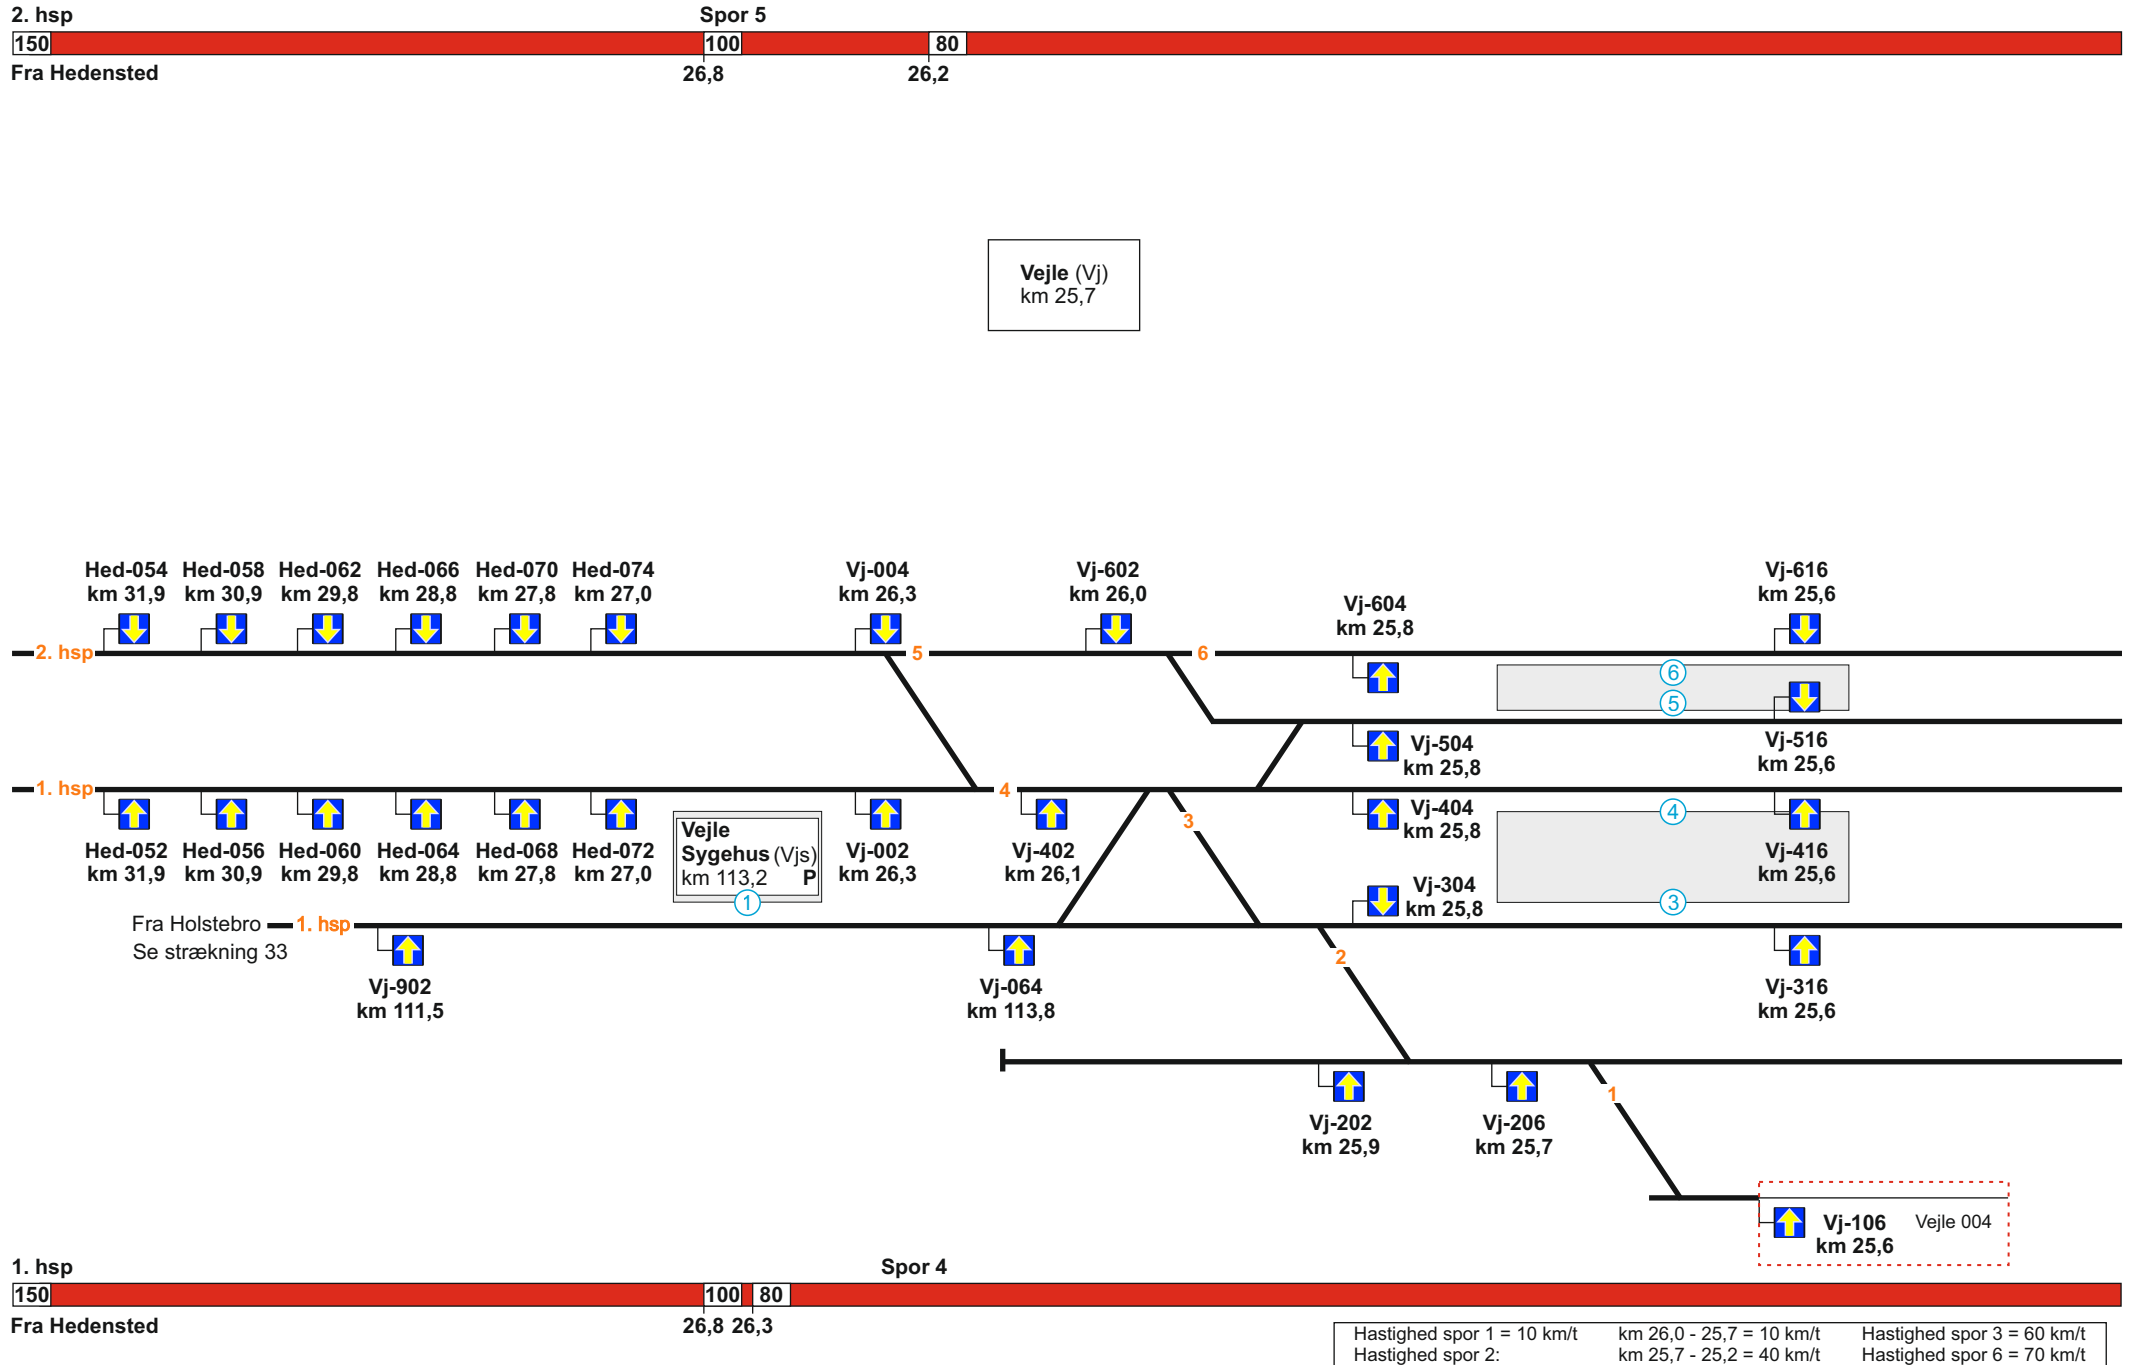 2. hsp
Spor 5
150
100
80
Fra Hedensted
26,8
26,2
Vejle (Vj)
km 25,7
Hed-054
km 31,9
Hed-058
km 30,9
Hed-062
km 29,8
Hed-066
km 28,8
Hed-070
km 27,8
Hed-074
km 27,0
Vj-004
km 26,3
Vj-602
km 26,0
Vj-604
km 25,8
Vj-616
km 25,6
2. hsp
5
6
6
5
Vj-504
km 25,8
Vj-516
km 25,6
1. hsp
4
3
Vj-404
km 25,8
4
Hed-052
km 31,9
Hed-056
km 30,9
Hed-060
km 29,8
Hed-064
km 28,8
Hed-068
km 27,8
Hed-072
km 27,0
Vejle
Sygehus (Vjs)
km 113,2 P
1
Vj-002
km 26,3
Vj-402
km 26,1
Vj-416
km 25,6
Vj-304
km 25,8
3
Fra Holstebro
1. hsp
Se strækning 33
2
Vj-902
km 111,5
Vj-064
km 113,8
Vj-316
km 25,6
1
Vj-202
km 25,9
Vj-206
km 25,7
Vj-106
km 25,6
Vejle 004
1. hsp
Spor 4
150
100
80
Fra Hedensted
26,8 26,3
Hastighed spor 1 = 10 km/t km 26,0 - 25,7 = 10 km/t Hastighed spor 3 = 60 km/t
Hastighed spor 2: km 25,7 - 25,2 = 40 km/t Hastighed spor 6 = 70 km/t